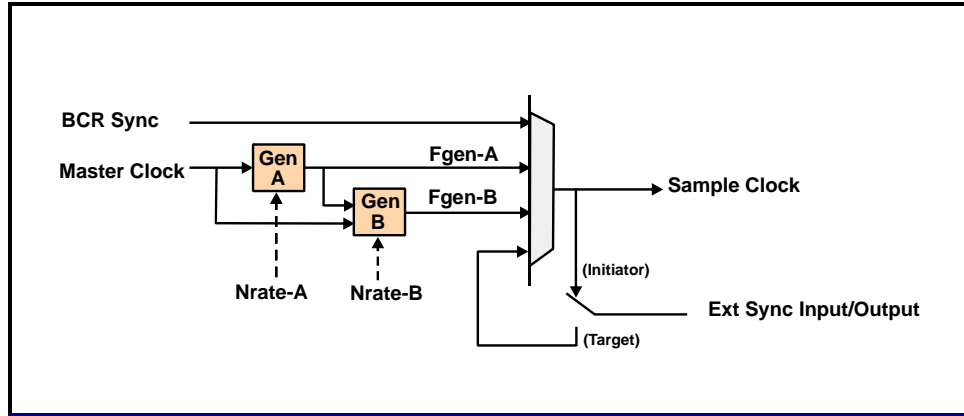 BCR Sync
Master Clock
Gen
A
Fgen-A
Gen
B
Fgen-B
Sample Clock
Nrate-A
Nrate-B
(Initiator)
Ext Sync Input/Output
(Target)